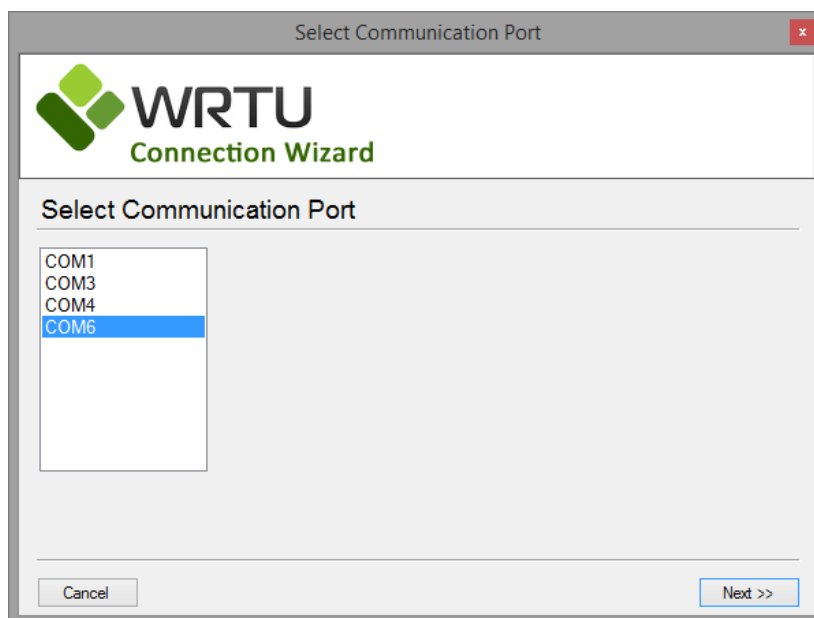 Select Communication Port
x
WRTU
Connection Wizard
Select Communication Port
COM1
COM3
COM4
COM6
Cancel
Next >>